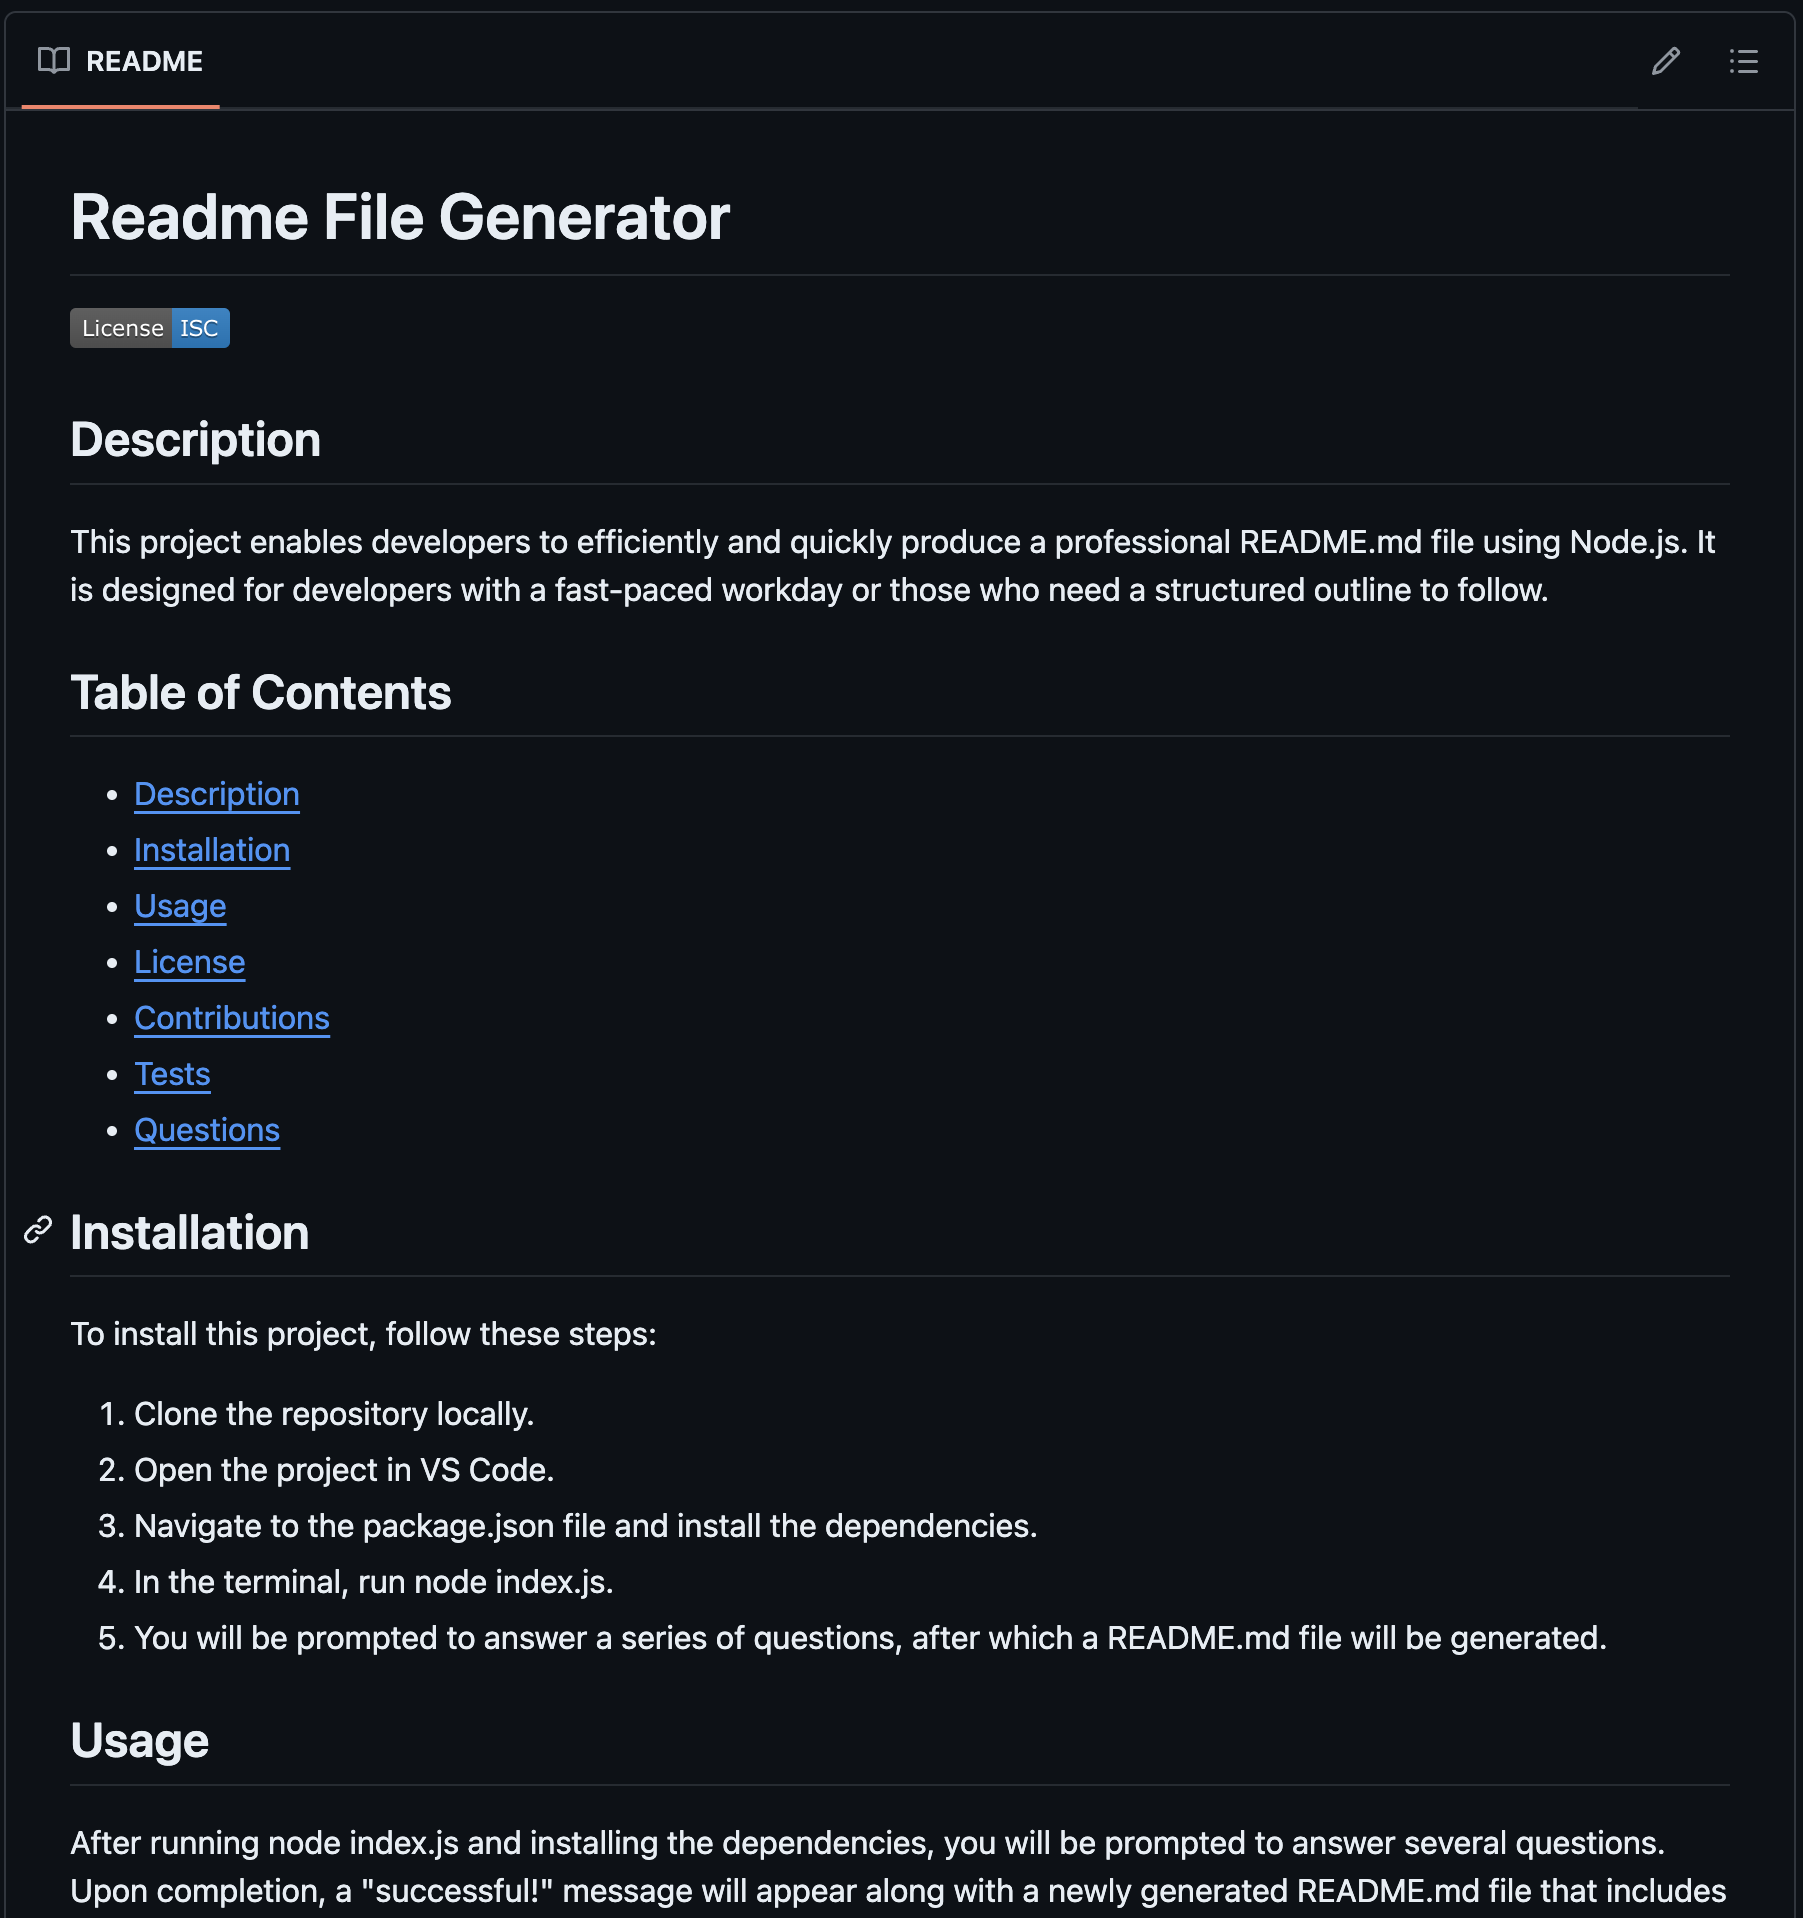 README
Readme File Generator
License ISC
Description
This project enables developers to efficiently and quickly produce a professional README.md file using Node.js. It
is designed for developers with a fast-paced workday or those who need a structured outline to follow.
Table of Contents
• Description
• Installation
• Usage
• License
• Contributions
• Tests
• Questions
Installation
To install this project, follow these steps:
1. Clone the repository locally.
2. Open the project in VS Code.
3. Navigate to the package.json file and install the dependencies.
4. In the terminal, run node index.js.
5. You will be prompted to answer a series of questions, after which a README.md file will be generated.
Usage
After running node index.js and installing the dependencies, you will be prompted to answer several questions.
Upon completion, a "successful!" message will appear along with a newly generated README.md file that includes